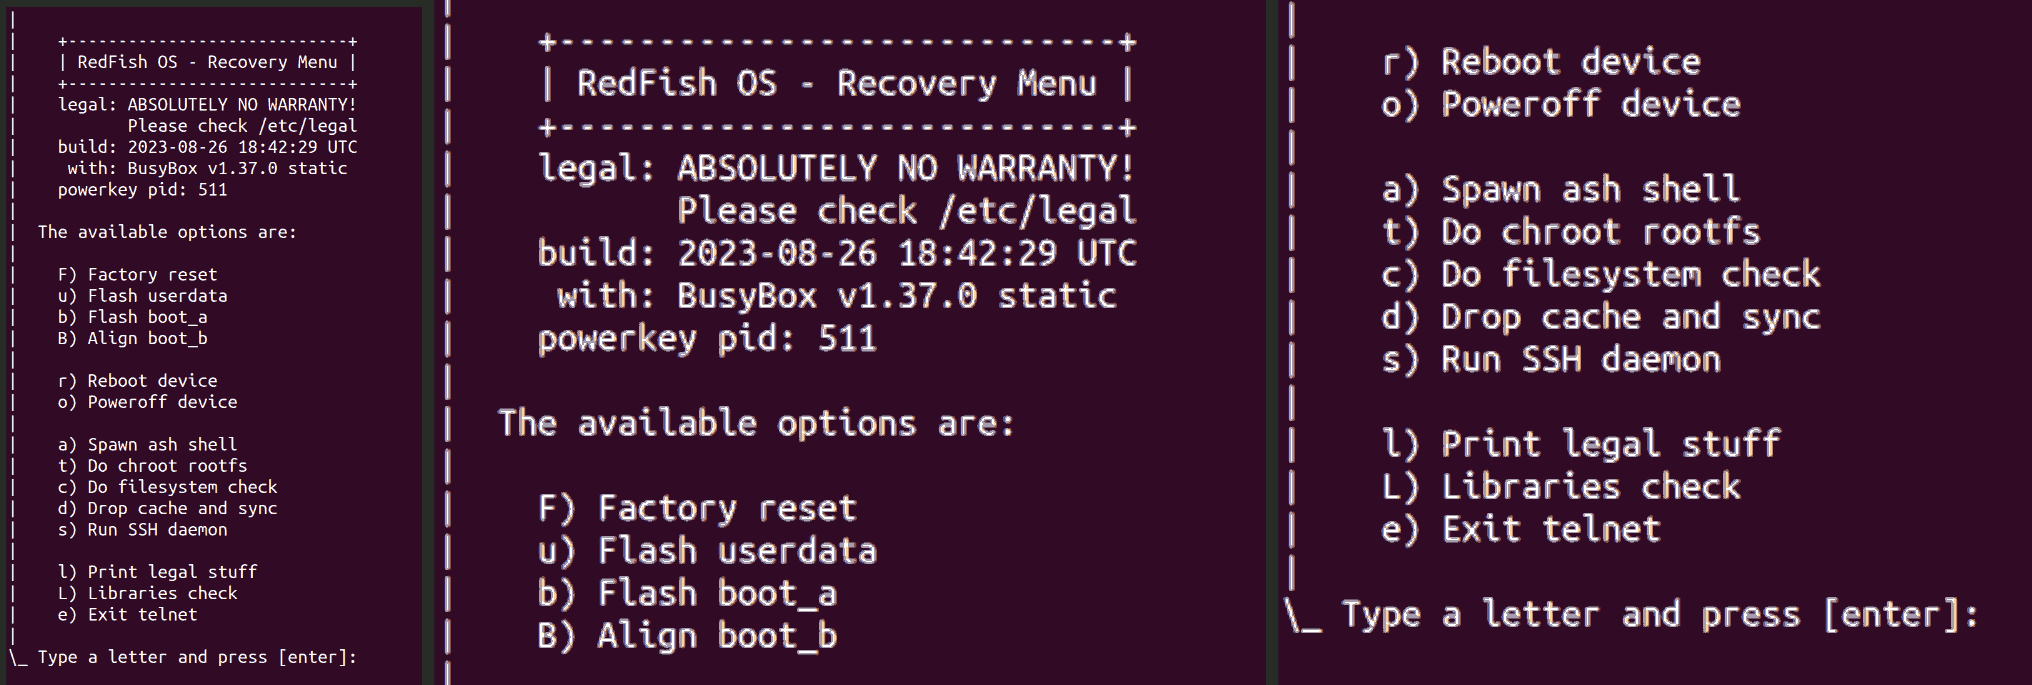 |
|    +----------------------------+
|    | RedFish OS - Recovery Menu |
|    +----------------------------+
|    legal: ABSOLUTELY NO WARRANTY!
|           Please check /etc/legal
|    build: 2023-08-26 18:42:29 UTC
|     with: BusyBox v1.37.0 static
|    powerkey pid: 511
|
|  The available options are:
|
|    F) Factory reset
|    u) Flash userdata
|    b) Flash boot_a
|    B) Align boot_b
|
|    r) Reboot device
|    o) Poweroff device
|
|    a) Spawn ash shell
|    t) Do chroot rootfs
|    c) Do filesystem check
|    d) Drop cache and sync
|    s) Run SSH daemon
|
|    l) Print legal stuff
|    L) Libraries check
|    e) Exit telnet
|
\_ Type a letter and press [enter]:
|
|    +----------------------------+
|    | RedFish OS - Recovery Menu |
|    +----------------------------+
|    legal: ABSOLUTELY NO WARRANTY!
|           Please check /etc/legal
|    build: 2023-08-26 18:42:29 UTC
|     with: BusyBox v1.37.0 static
|    powerkey pid: 511
|
|  The available options are:
|
|    F) Factory reset
|    u) Flash userdata
|    b) Flash boot_a
|    B) Align boot_b
|
|
|    r) Reboot device
|    o) Poweroff device
|
|    a) Spawn ash shell
|    t) Do chroot rootfs
|    c) Do filesystem check
|    d) Drop cache and sync
|    s) Run SSH daemon
|
|    l) Print legal stuff
|    L) Libraries check
|    e) Exit telnet
|
\_ Type a letter and press [enter]: